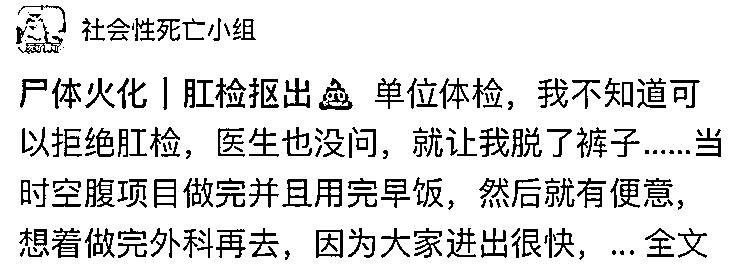 社会性死亡小组
尸体火化｜肛检抠出💩 单位体检，我不知道可
以拒绝肛检，医生也没问，就让我脱了裤子......当
时空腹项目做完并且用完早饭，然后就有便意，
想着做完外科再去，因为大家进出很快，... 全文